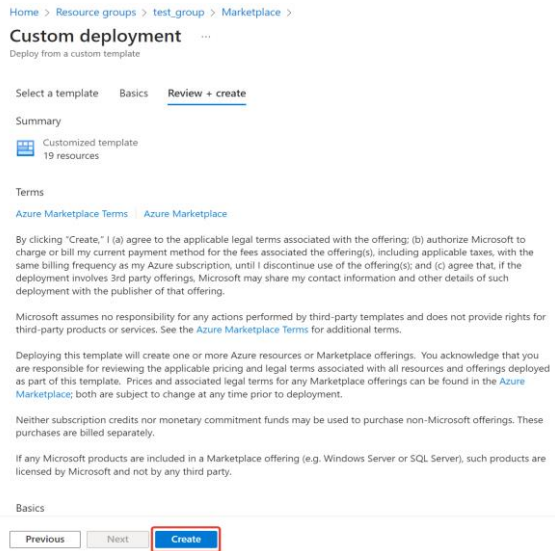 Home > Resource groups > test_group > Marketplace >
Custom deployment ...
Deploy from a custom template
Select a template Basics Review + create
Summary
Customized template
19 resources
Terms
Azure Marketplace Terms | Azure Marketplace
By clicking "Create," I (a) agree to the applicable legal terms associated with the offering; (b) authorize Microsoft to
charge or bill my current payment method for the fees associated the offering(s), including applicable taxes, with the
same billing frequency as my Azure subscription, until I discontinue use of the offering(s); and (c) agree that, if the
deployment involves 3rd party offerings, Microsoft may share my contact information and other details of such
deployment with the publisher of that offering.
Microsoft assumes no responsibility for any actions performed by third-party templates and does not provide rights for
third-party products or services. See the Azure Marketplace Terms for additional terms.
Deploying this template will create one or more Azure resources or Marketplace offerings. You acknowledge that you
are responsible for reviewing the applicable pricing and legal terms associated with all resources and offerings deployed
as part of this template. Prices and associated legal terms for any Marketplace offerings can be found in the Azure
Marketplace; both are subject to change at any time prior to deployment.
Neither subscription credits nor monetary commitment funds may be used to purchase non-Microsoft offerings. These
purchases are billed separately.
If any Microsoft products are included in a Marketplace offering (e.g. Windows Server or SQL Server), such products are
licensed by Microsoft and not by any third party.
Basics
Previous Next Create